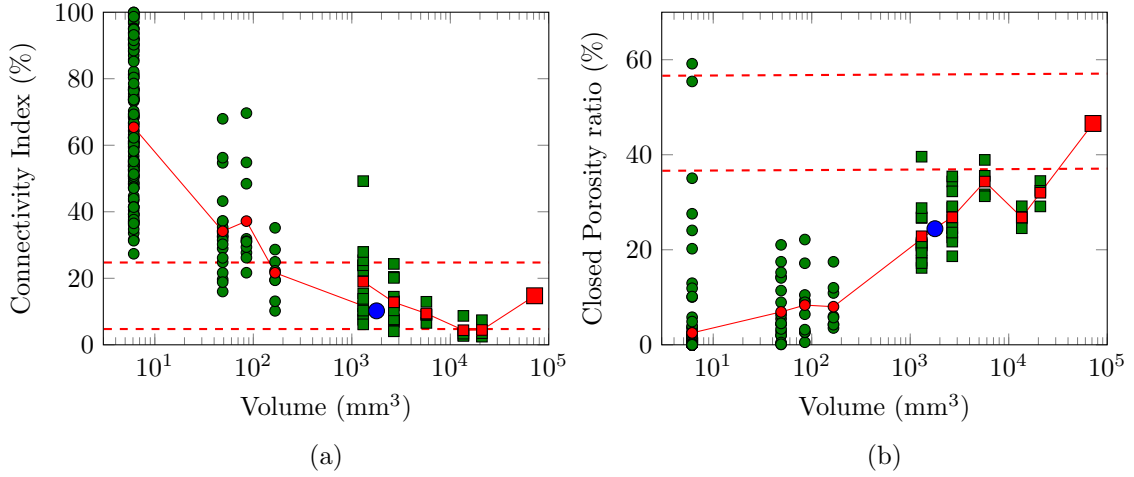 100
80
60
40
20
0
10¹ 10² 10³ 10⁴ 10⁵
Connectivity Index (%)
Volume (mm³)
(a)
60
40
20
0
10¹ 10² 10³ 10⁴ 10⁵
Closed Porosity ratio (%)
Volume (mm³)
(b)